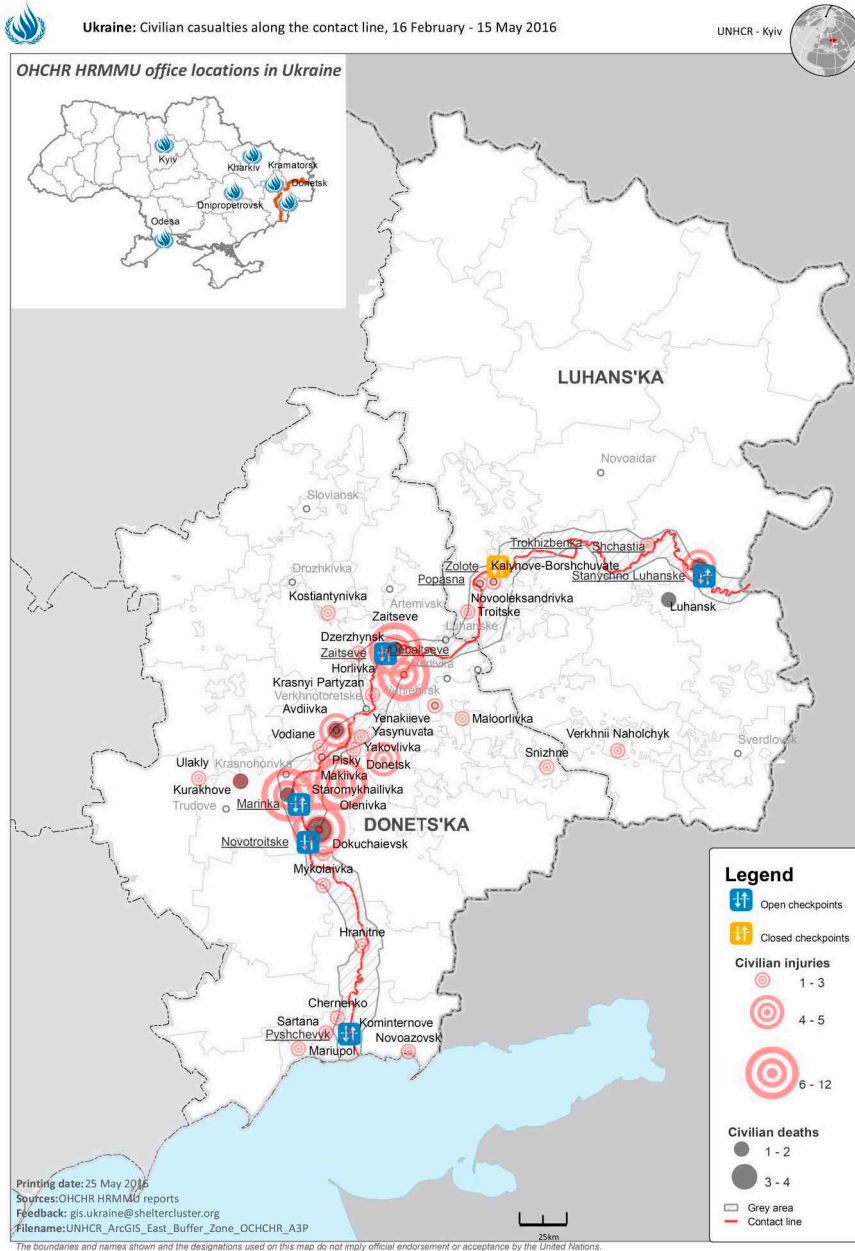 Ukraine: Civilian casualties along the contact line, 16 February - 15 May 2016
UNHCR - Kyiv
OHCHR HRMMU office locations in Ukraine
Kyiv
Kharkiv
Kramatorsk
Donetsk
Dnipropetrovsk
Odesa
LUHANS'KA
Novoaidar
Sloviansk
Trokhizbenka
Shchastia
Zolote
Kalynove-Borshchuvate
Popasna
Stanychno Luhanske
Druzhkivka
Kostiantynivka
Artemivsk
Novooleksandrivka
Troitske
Luhansk
Zaitseve
Luhanske
Dzerzhynsk
Zaitseve
Debaltseve
Horlivka
Krasnyi Partyzan
Verkhnotoretske
Avdiivka
Yenakiieve
Maloorlivka
Vodiane
Yasynuvata
Verkhnii Naholchyk
Yakovlivka
Snizhne
Sverdlovsk
Ulakly
Krasnohorivka
Pisky
Donetsk
Makiivka
Kurakhove
Staromykhailivka
Trudove
Marinka
Olenivka
DONETS'KA
Novotroitske
Dokuchaievsk
Mykolaivka
Hranitne
Chernenko
Sartana
Kominternove
Pyshchevyk
Novoazovsk
Mariupol
Legend
Open checkpoints
Closed checkpoints
Civilian injuries
1 - 3
4 - 5
6 - 12
Civilian deaths
1 - 2
3 - 4
Grey area
Contact line
Printing date: 25 May 2016
Sources:OHCHR HRMMU reports
Feedback: gis.ukraine@sheltercluster.org
Filename:UNHCR_ArcGIS_East_Buffer_Zone_OCHCHR_A3P
25km
The boundaries and names shown and the designations used on this map do not imply official endorsement or acceptance by the United Nations.